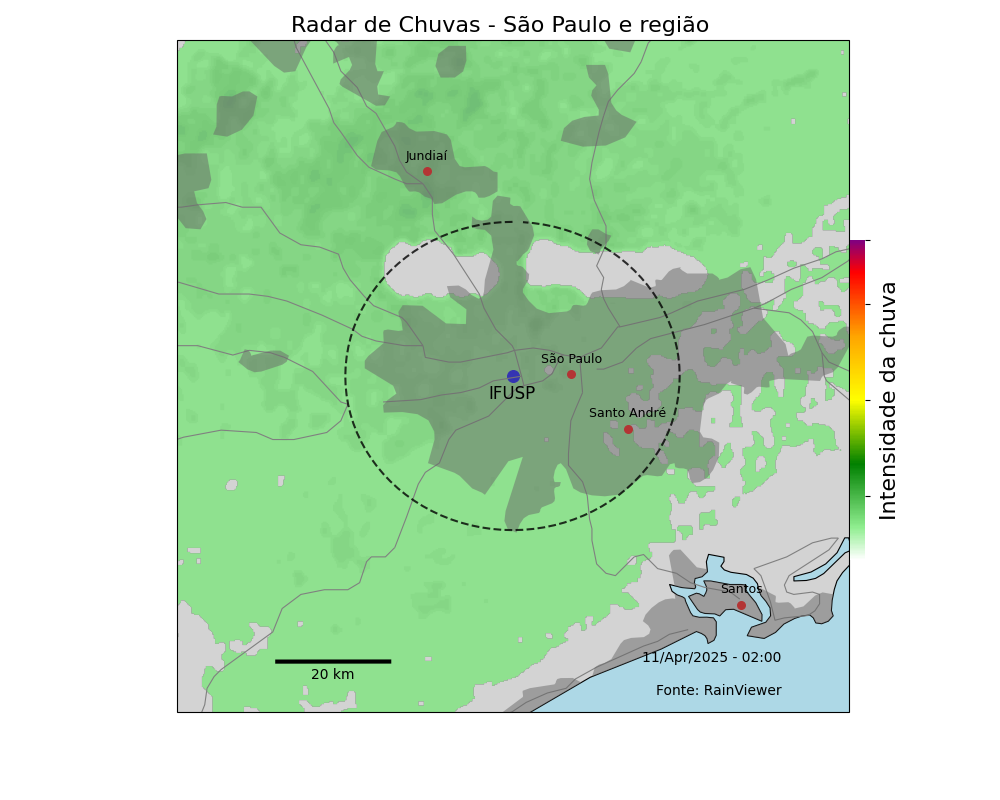 Radar de Chuvas - São Paulo e região
Jundiaí
São Paulo
IFUSP
Santo André
Santos
11/Apr/2025 - 02:00
Fonte: RainViewer
20 km
Intensidade da chuva